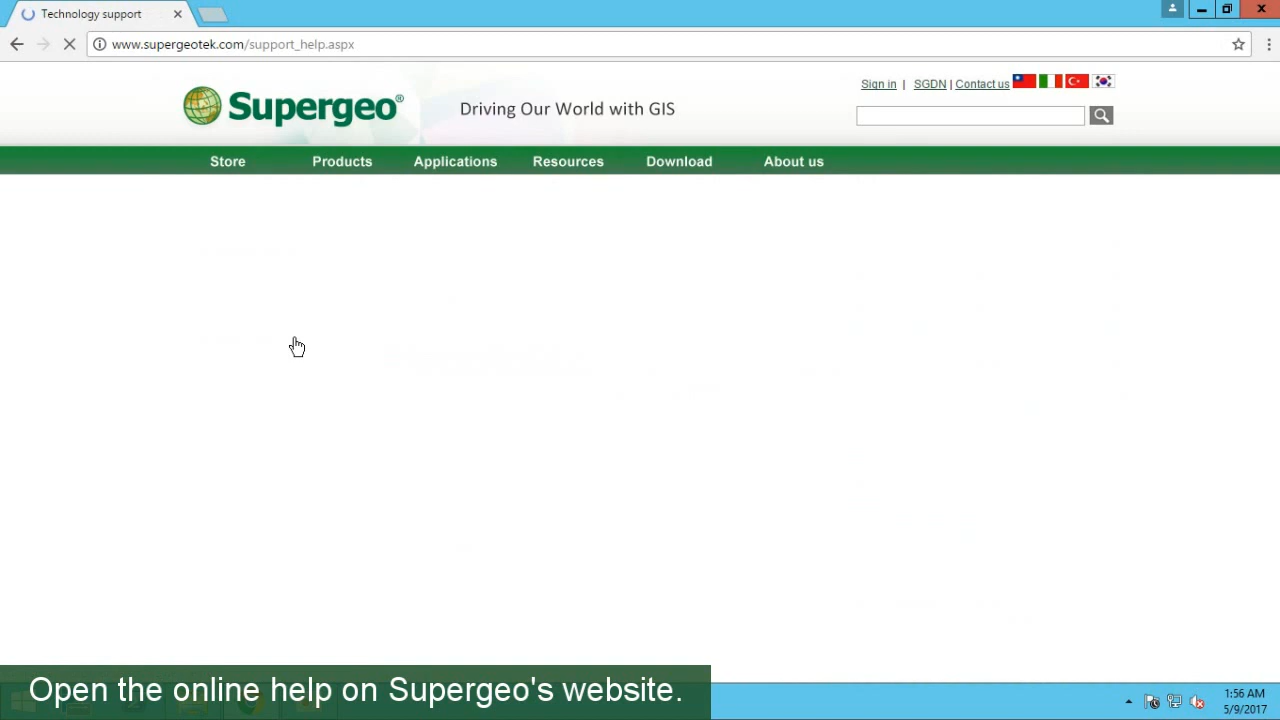 Technology support
www.supergeotek.com/support_help.aspx
Sign in | SGDN | Contact us
Supergeo®
Driving Our World with GIS
Store Products Applications Resources Download About us
Open the online help on Supergeo's website.
1:56 AM
5/9/2017